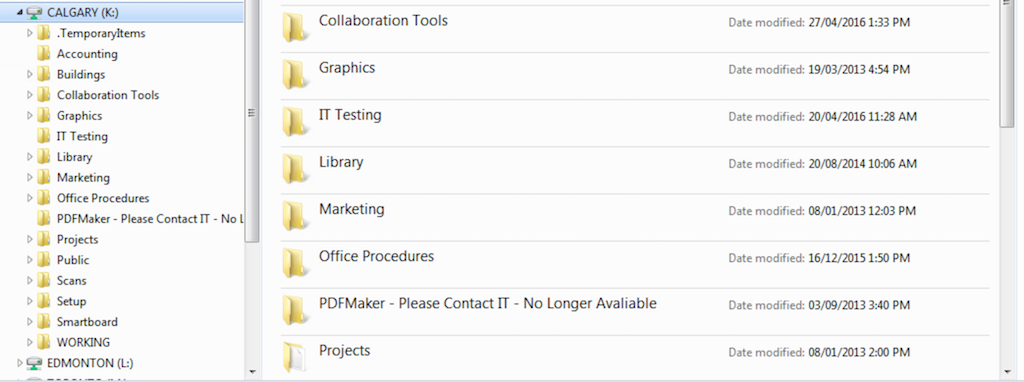 CALGARY (K:)
.TemporaryItems
Accounting
Buildings
Collaboration Tools
Graphics
IT Testing
Library
Marketing
Office Procedures
PDFMaker - Please Contact IT - No L
Projects
Public
Scans
Setup
Smartboard
WORKING
EDMONTON (L:)
Collaboration Tools Date modified: 27/04/2016 1:33 PM
Graphics Date modified: 19/03/2013 4:54 PM
IT Testing Date modified: 20/04/2016 11:28 AM
Library Date modified: 20/08/2014 10:06 AM
Marketing Date modified: 08/01/2013 12:03 PM
Office Procedures Date modified: 16/12/2015 1:50 PM
PDFMaker - Please Contact IT - No Longer Avaliable Date modified: 03/09/2013 3:40 PM
Projects Date modified: 08/01/2013 2:00 PM